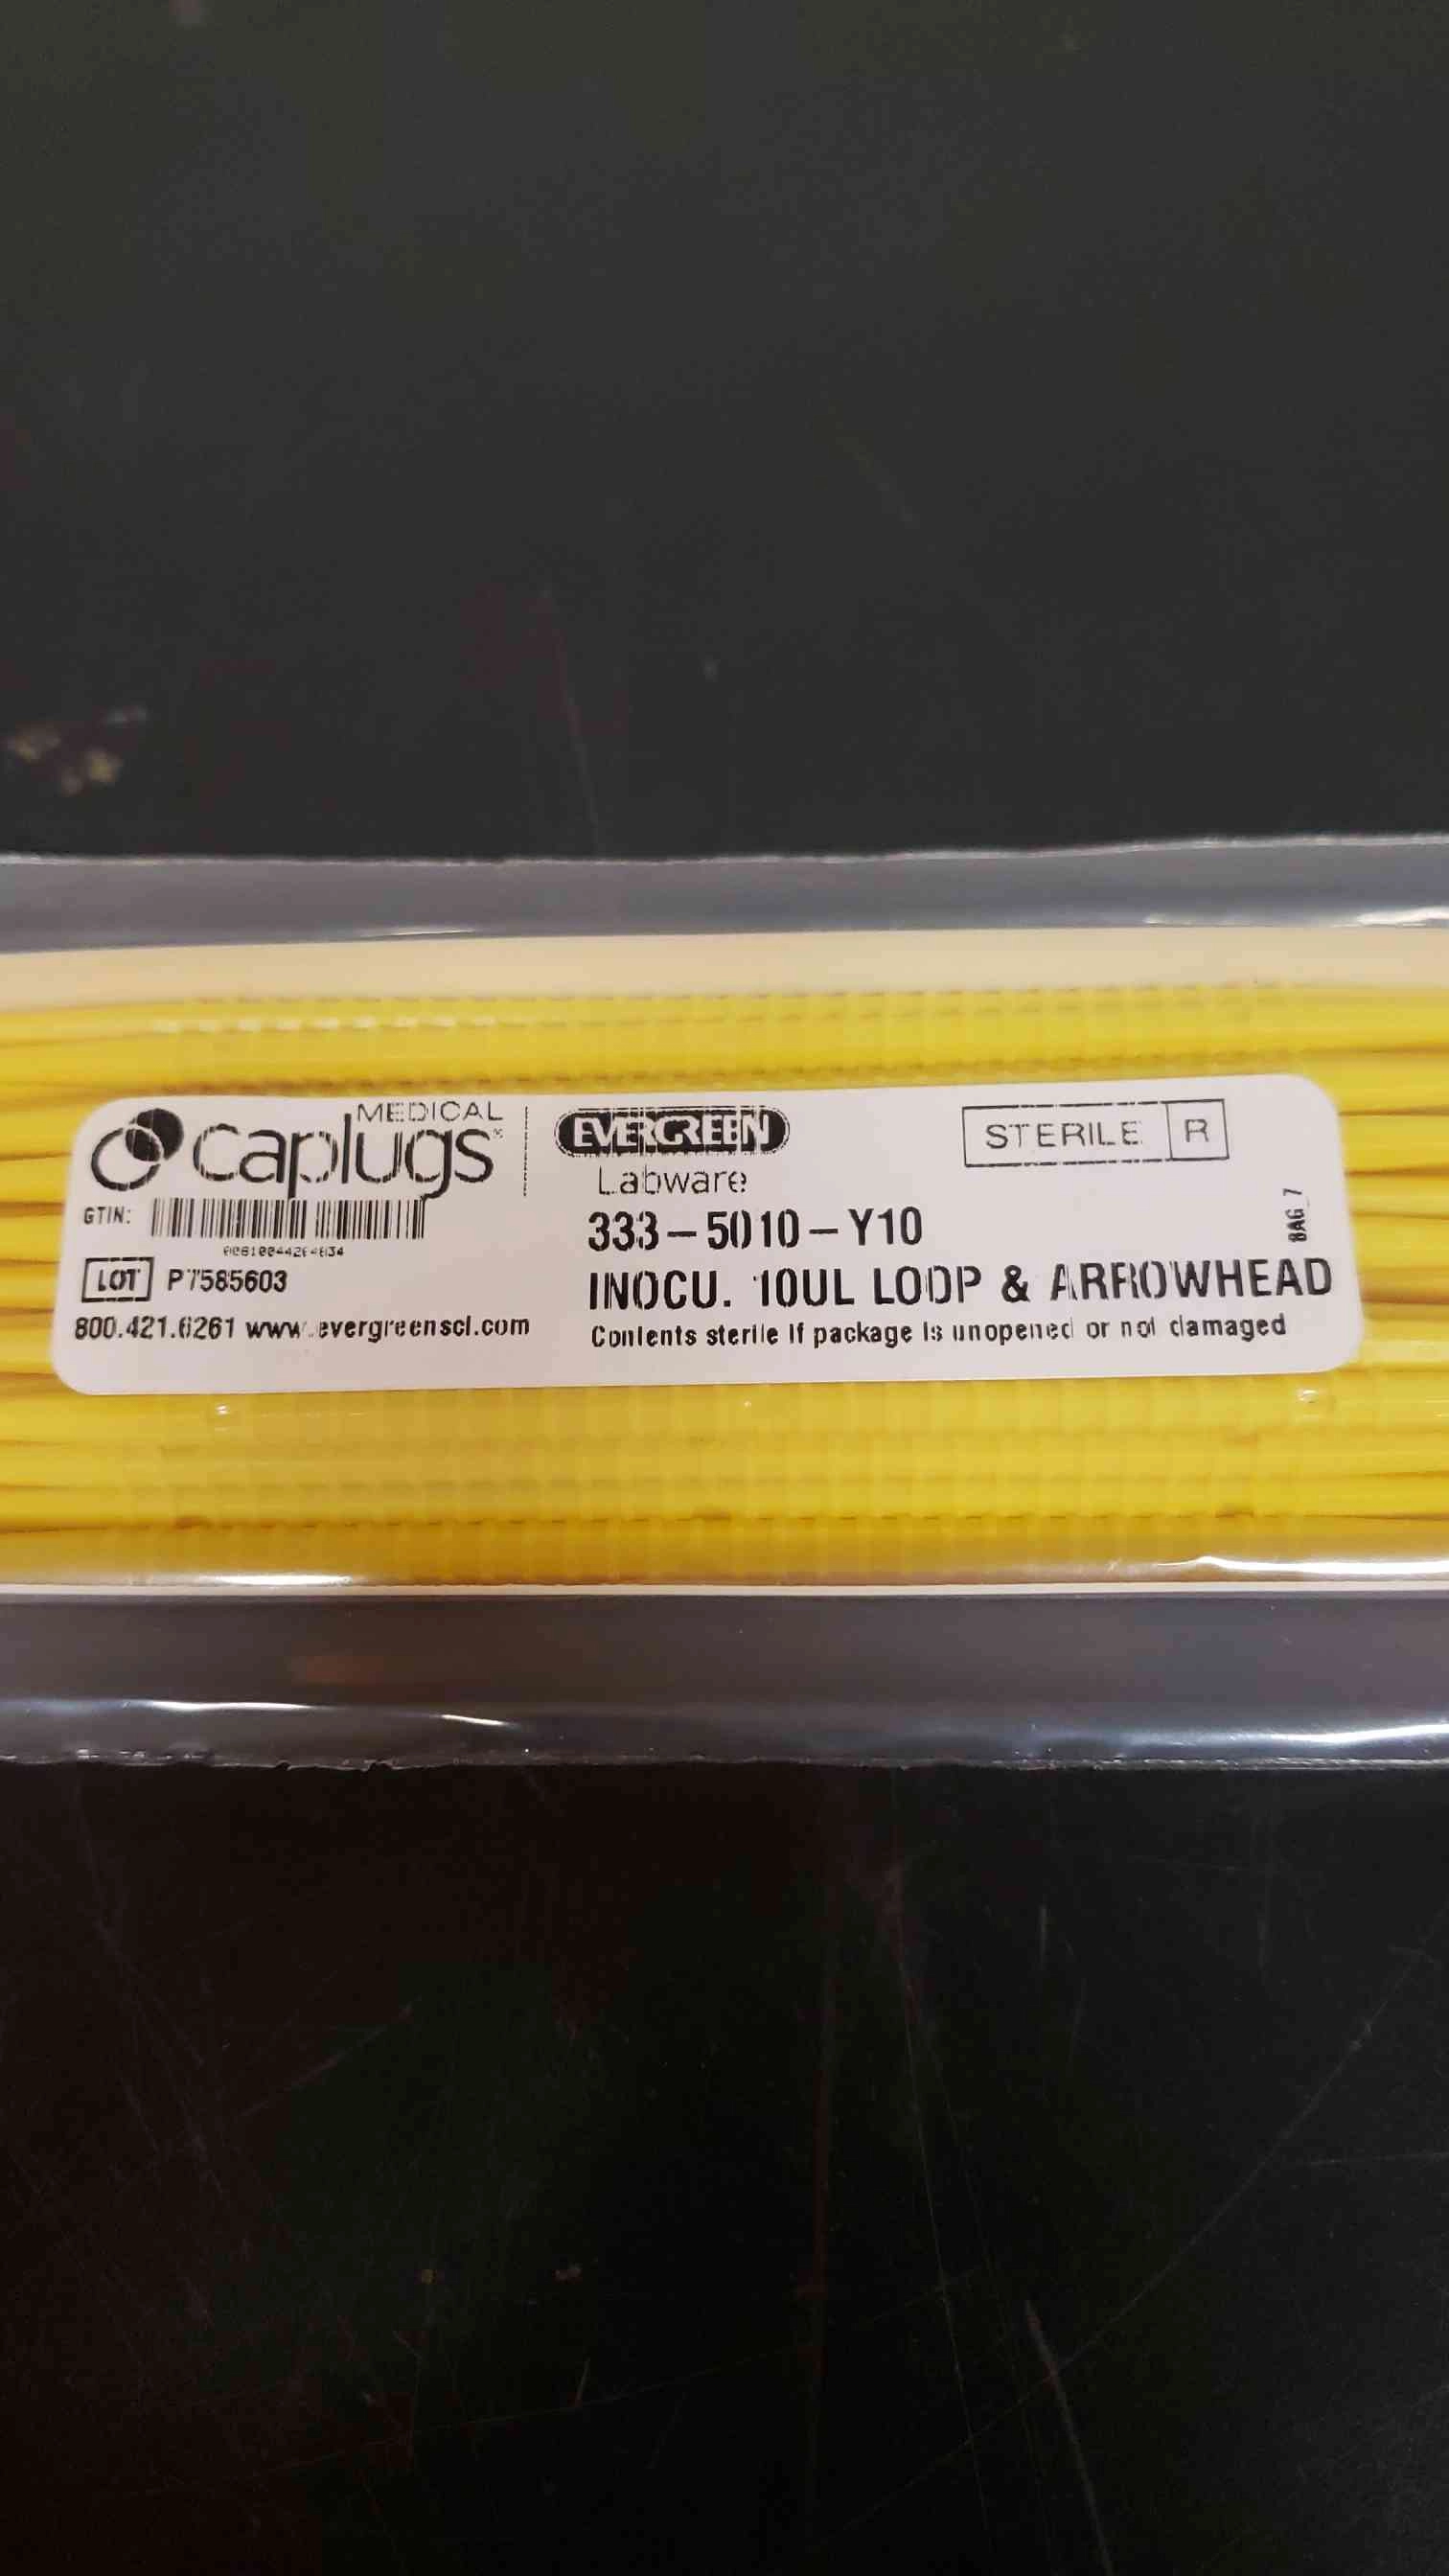 MEDICAL
caplugs
EVERGREEN
Labware
STERILE R
GTIN:
LOT P7585603
800.421.6261 www.evergreenscl.com
333-5010-Y10
INOCU. 10UL LOOP & ARROWHEAD
Contents sterile if package is unopened or not damaged
BAG 7